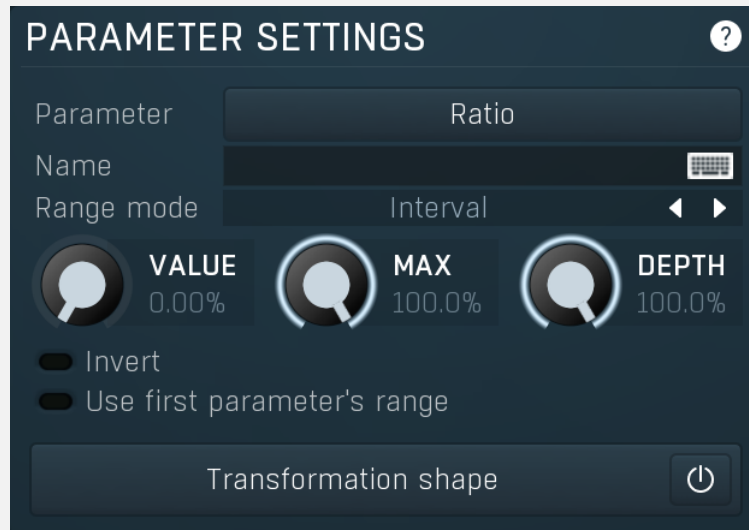 PARAMETER SETTINGS ?
Parameter Ratio
Name
Range mode Interval
VALUE MAX DEPTH
0.00% 100.0% 100.0%
Invert
Use first parameter's range
Transformation shape